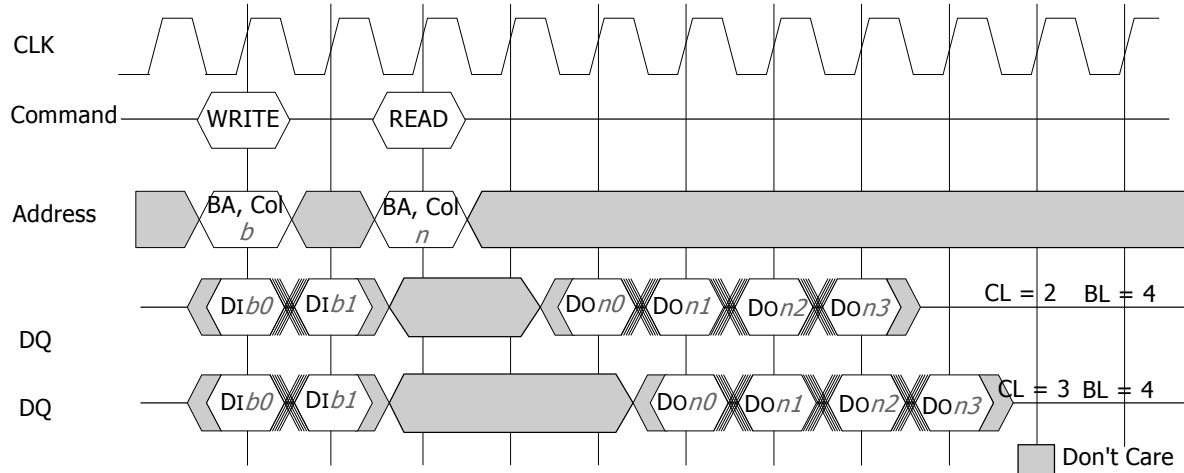 CLK
Command
WRITE
READ
Address
BA, Col
b
BA, Col
n
DQ
DIb0
DIb1
DOn0
DOn1
DOn2
DOn3
CL = 2
BL = 4
DQ
DIb0
DIb1
DOn0
DOn1
DOn2
DOn3
CL = 3
BL = 4
Don't Care